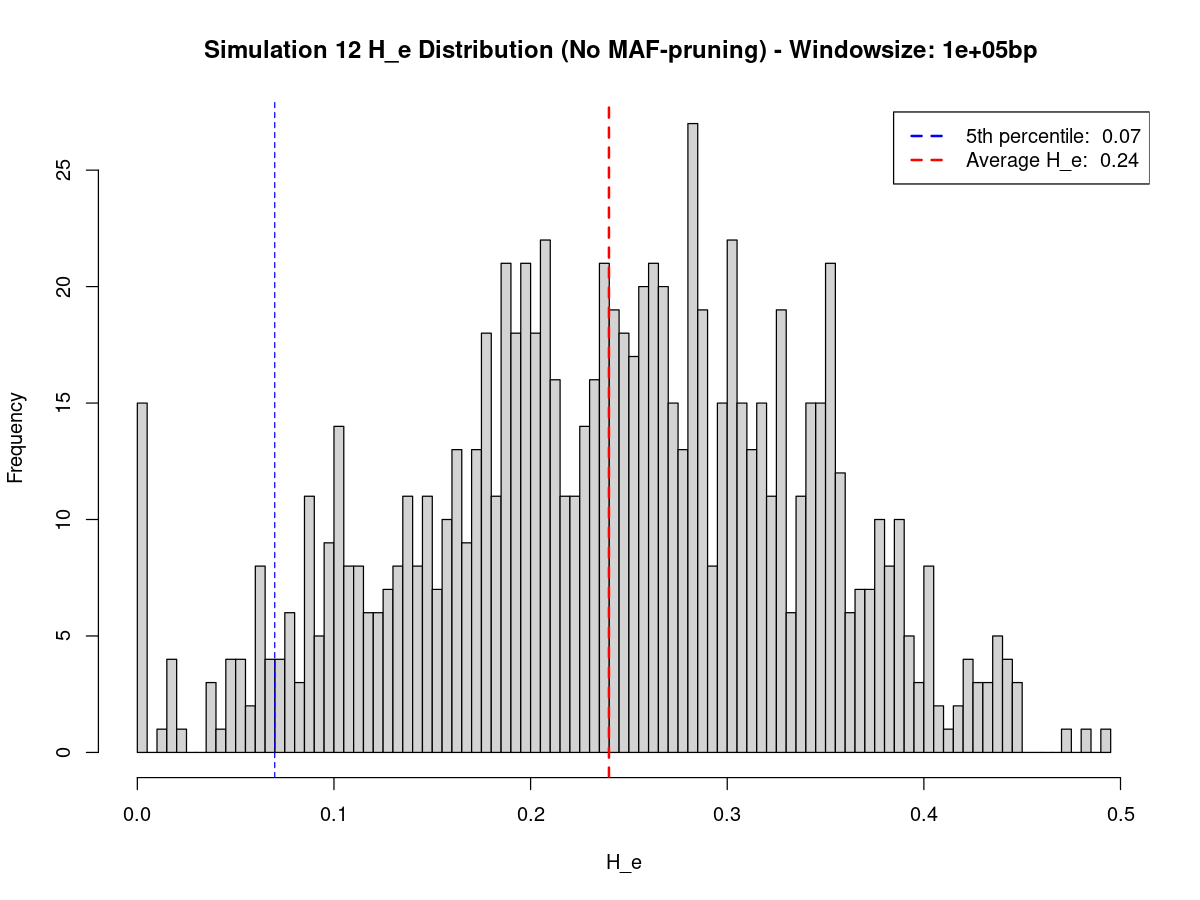 Simulation 12 H_e Distribution (No MAF-pruning) - Windowsize: 1e+05bp
5th percentile: 0.07
Average H_e: 0.24
Frequency
25
20
15
10
5
0
0.0 0.1 0.2 0.3 0.4 0.5
H_e